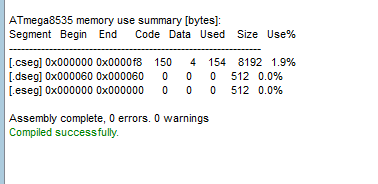 ATmega8535 memory use summary [bytes]:
Segment Begin End Code Data Used Size Use%
---------------------------------------------------------------
[.cseg] 0x000000 0x0000f8 150 4 154 8192 1.9%
[.dseg] 0x000060 0x000060 0 0 0 512 0.0%
[.eseg] 0x000000 0x000000 0 0 0 512 0.0%
Assembly complete, 0 errors. 0 warnings
Compiled successfully.